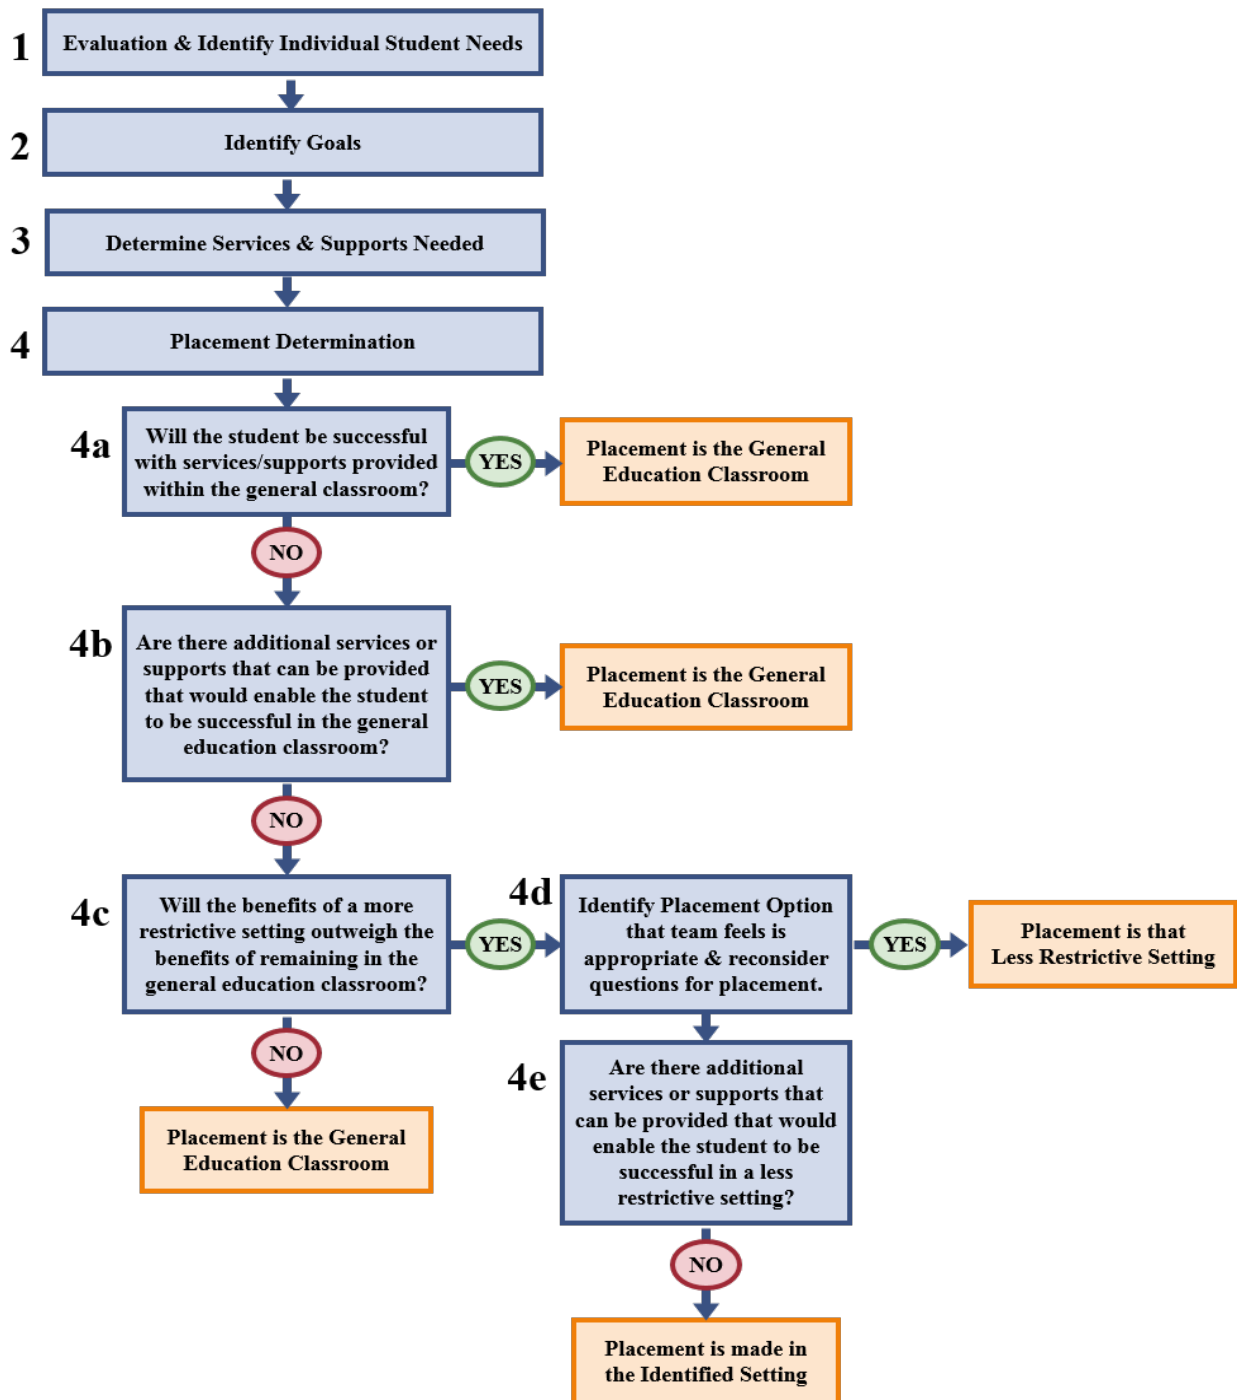 1
Evaluation & Identify Individual Student Needs
2
Identify Goals
3
Determine Services & Supports Needed
4
Placement Determination
4a
Will the student be successful
with services/supports provided
within the general classroom?
YES
Placement is the General
Education Classroom
NO
4b
Are there additional services or
supports that can be provided
that would enable the student
to be successful in the general
education classroom?
YES
Placement is the General
Education Classroom
NO
4c
Will the benefits of a more
restrictive setting outweigh the
benefits of remaining in the
general education classroom?
YES
4d
Identify Placement Option
that team feels is
appropriate & reconsider
questions for placement.
YES
Placement is that
Less Restrictive Setting
NO
Placement is the General
Education Classroom
4e
Are there additional
services or supports that
can be provided that would
enable the student to be
successful in a less
restrictive setting?
NO
Placement is made in
the Identified Setting